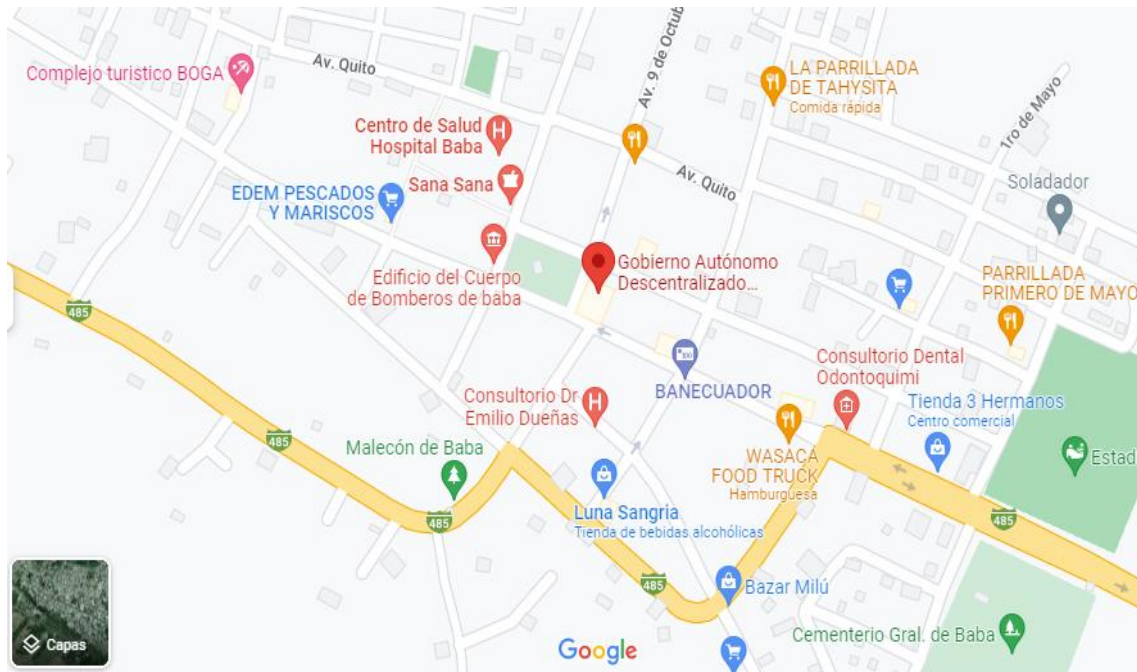 Complejo turistico BOGA
Av. Quito
Av. 9 de Octub
LA PARRILLADA
DE TAHYSITA
Comida rápida
1ro de Mayo
Centro de Salud
Hospital Baba
Sana Sana
Av. Quito
Soladador
EDEM PESCADOS
Y MARISCOS
Edificio del Cuerpo
de Bomberos de baba
Gobierno Autónomo
Descentralizado...
PARRILLADA
PRIMERO DE MAYO
485
BANECUADOR
Consultorio Dental
Odontoquimi
Consultorio Dr
Emilio Dueñas
Tienda 3 Hermanos
Centro comercial
485
Malecón de Baba
WASACA
FOOD TRUCK
Hamburguesa
Estad
485
Luna Sangria
Tienda de bebidas alcohólicas
485
485
Bazar Milú
Capas
Google
Cementerio Gral. de Baba